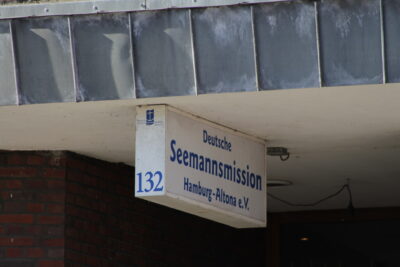 Deutsche
Seemannsmission
Hamburg-Altona e.V.
132